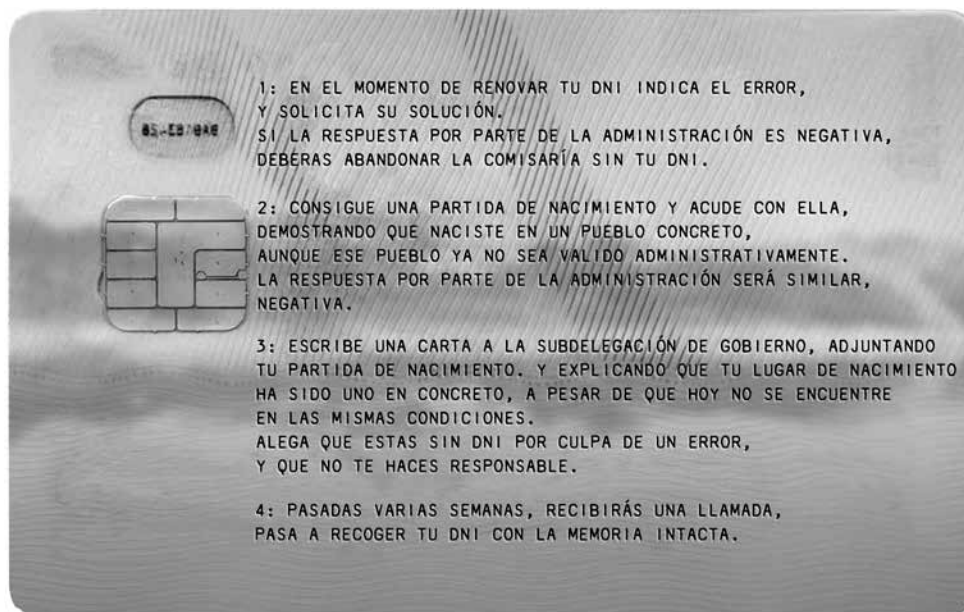 1: EN EL MOMENTO DE RENOVAR TU DNI INDICA EL ERROR,
Y SOLICITA SU SOLUCIÓN.
SI LA RESPUESTA POR PARTE DE LA ADMINISTRACIÓN ES NEGATIVA,
DEBERAS ABANDONAR LA COMISARÍA SIN TU DNI.
2: CONSIGUE UNA PARTIDA DE NACIMIENTO Y ACUDE CON ELLA,
DEMOSTRANDO QUE NACISTE EN UN PUEBLO CONCRETO,
AUNQUE ESE PUEBLO YA NO SEA VALIDO ADMINISTRATIVAMENTE.
LA RESPUESTA POR PARTE DE LA ADMINISTRACIÓN SERÁ SIMILAR,
NEGATIVA.
3: ESCRIBE UNA CARTA A LA SUBDELEGACIÓN DE GOBIERNO, ADJUNTANDO
TU PARTIDA DE NACIMIENTO. Y EXPLICANDO QUE TU LUGAR DE NACIMIENTO
HA SIDO UNO EN CONCRETO, A PESAR DE QUE HOY NO SE ENCUENTRE
EN LAS MISMAS CONDICIONES.
ALEGA QUE ESTAS SIN DNI POR CULPA DE UN ERROR,
Y QUE NO TE HACES RESPONSABLE.
4: PASADAS VARIAS SEMANAS, RECIBIRÁS UNA LLAMADA,
PASA A RECOGER TU DNI CON LA MEMORIA INTACTA.